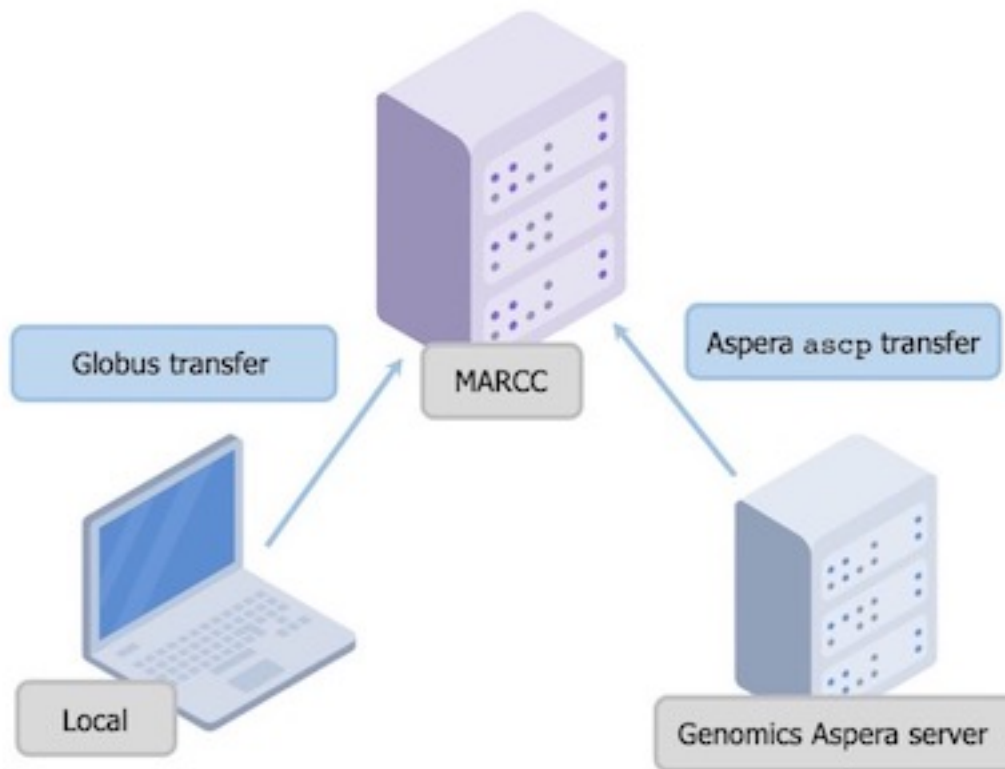 Globus transfer
Aspera ascp transfer
MARCC
Local
Genomics Aspera server